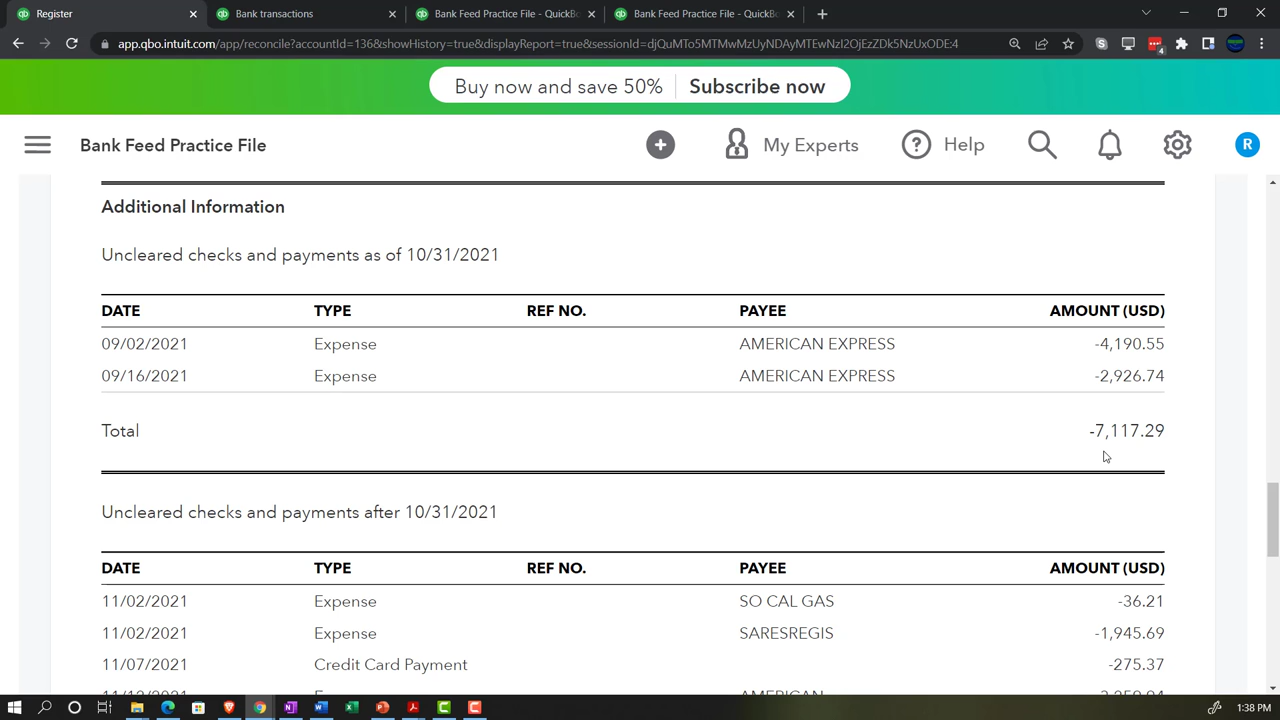 Register
Bank transactions
Bank Feed Practice File - QuickBo
Bank Feed Practice File - QuickB
app.qbo.intuit.com/app/reconcile?accountId=136&showHistory=true&displayReport=true&sessionId=djQuMTo5MTMwMzUyNDAyMTEwNzI2OjEzZDk5NzUxODE:4
4
Buy now and save 50% Subscribe now
Bank Feed Practice File
My Experts
Help
R
Additional Information
Uncleared checks and payments as of 10/31/2021
DATE TYPE REF NO. PAYEE AMOUNT (USD)
09/02/2021 Expense AMERICAN EXPRESS -4,190.55
09/16/2021 Expense AMERICAN EXPRESS -2,926.74
Total -7,117.29
Uncleared checks and payments after 10/31/2021
DATE TYPE REF NO. PAYEE AMOUNT (USD)
11/02/2021 Expense SO CAL GAS -36.21
11/02/2021 Expense SARESREGIS -1,945.69
11/07/2021 Credit Card Payment -275.37
1:38 PM